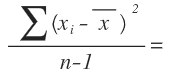 ∑(xᵢ – x̄)²
n-1 =